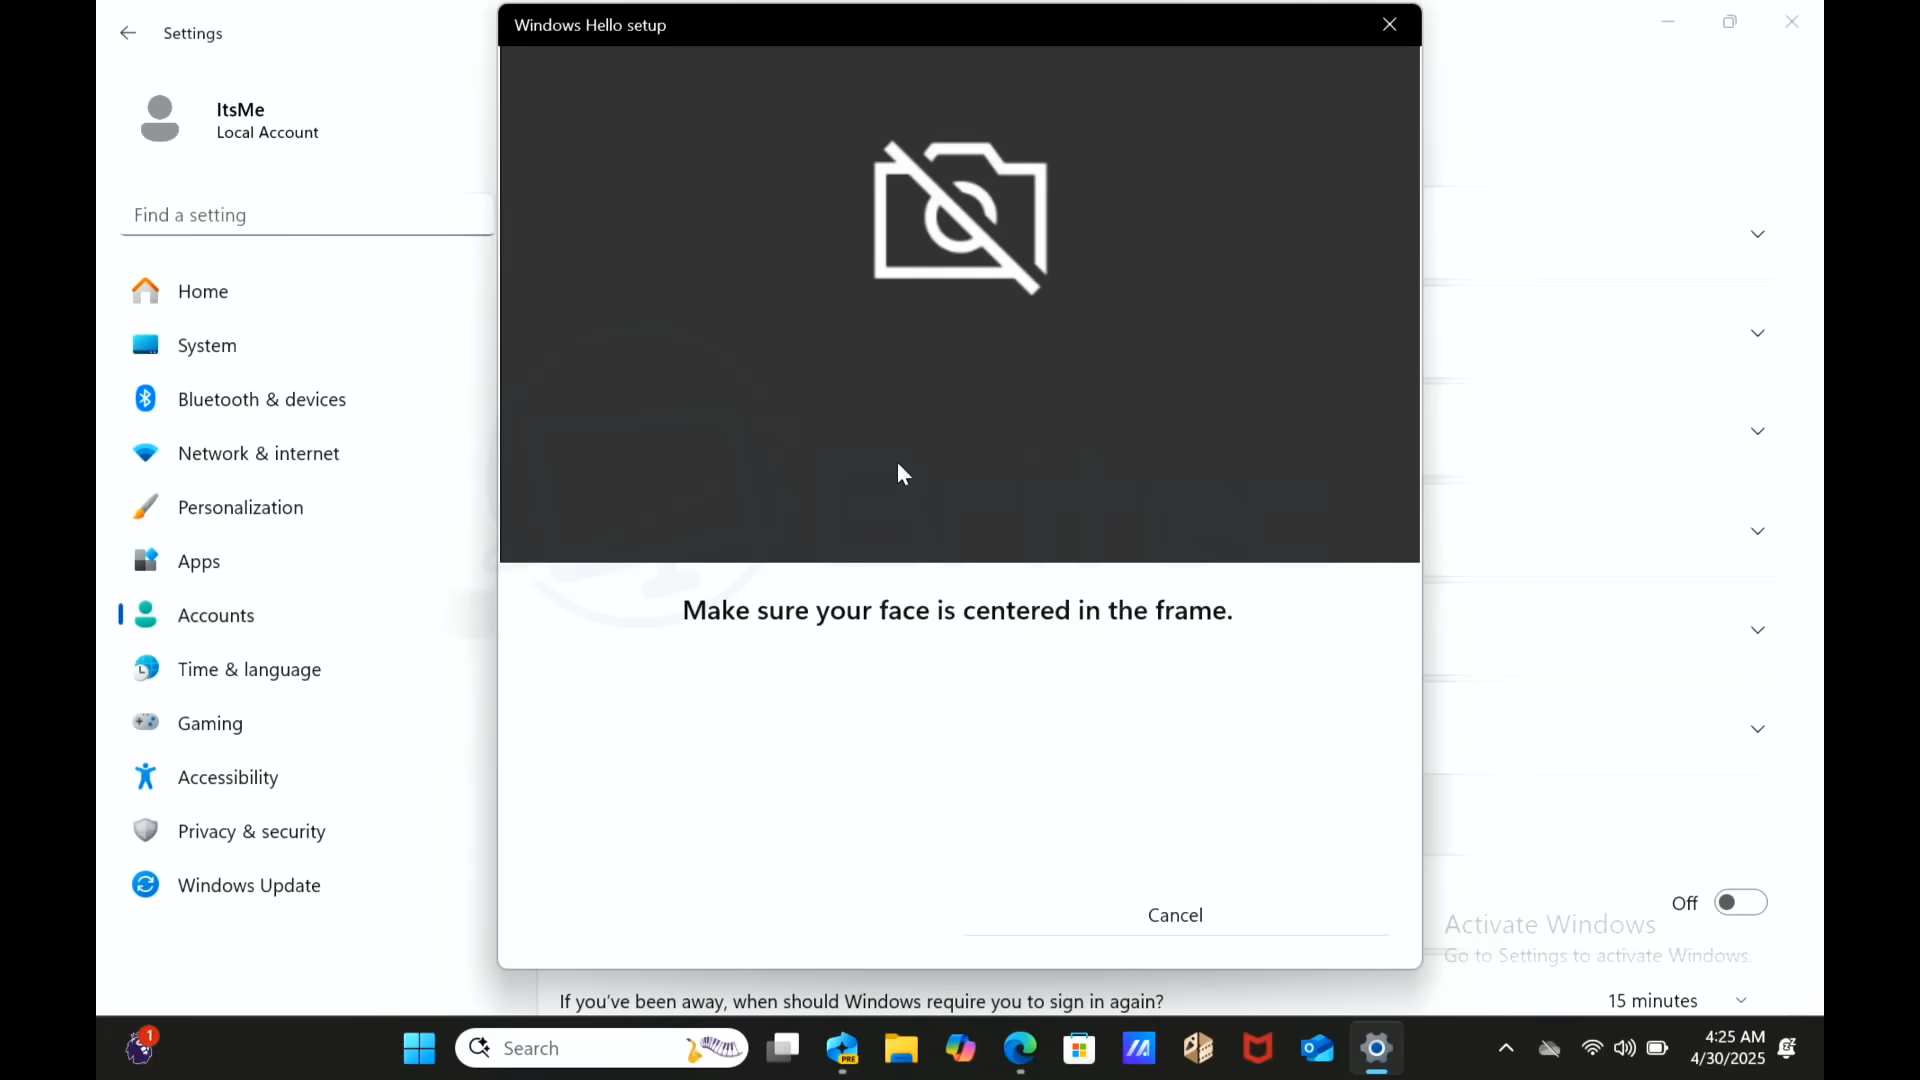 Settings
Windows Hello setup
ItsMe
Local Account
Find a setting
Home
System
Bluetooth & devices
Network & internet
Personalization
Apps
Accounts
Time & language
Gaming
Accessibility
Privacy & security
Windows Update
Make sure your face is centered in the frame.
Cancel
Off
Activate Windows
Go to Settings to activate Windows.
If you've been away, when should Windows require you to sign in again?
15 minutes
1
Search
PRE
4:25 AM
4/30/2025